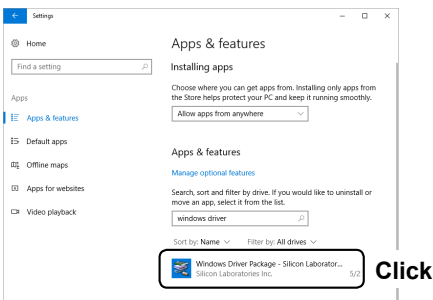 Settings
Home
Find a setting
Apps
Apps & features
Default apps
Offline maps
Apps for websites
Video playback
Apps & features
Installing apps
Choose where you can get apps from. Installing only apps from
the Store helps protect your PC and keep it running smoothly.
Allow apps from anywhere
Apps & features
Manage optional features
Search, sort and filter by drive. If you would like to uninstall or
move an app, select it from the list.
windows driver
Sort by: Name Filter by: All drives
Windows Driver Package - Silicon Laborator...
Silicon Laboratories Inc. 5/2
Click